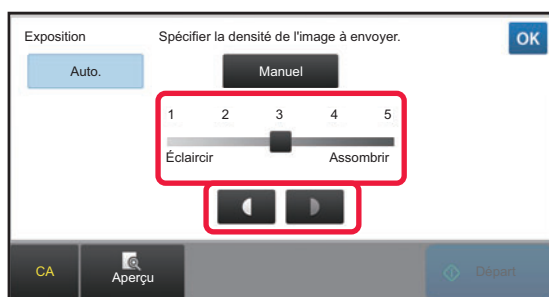 Exposition Spécifier la densité de l'image à envoyer. OK
Auto. Manuel
1 2 3 4 5
Éclaircir Assombrir
CA Aperçu Départ